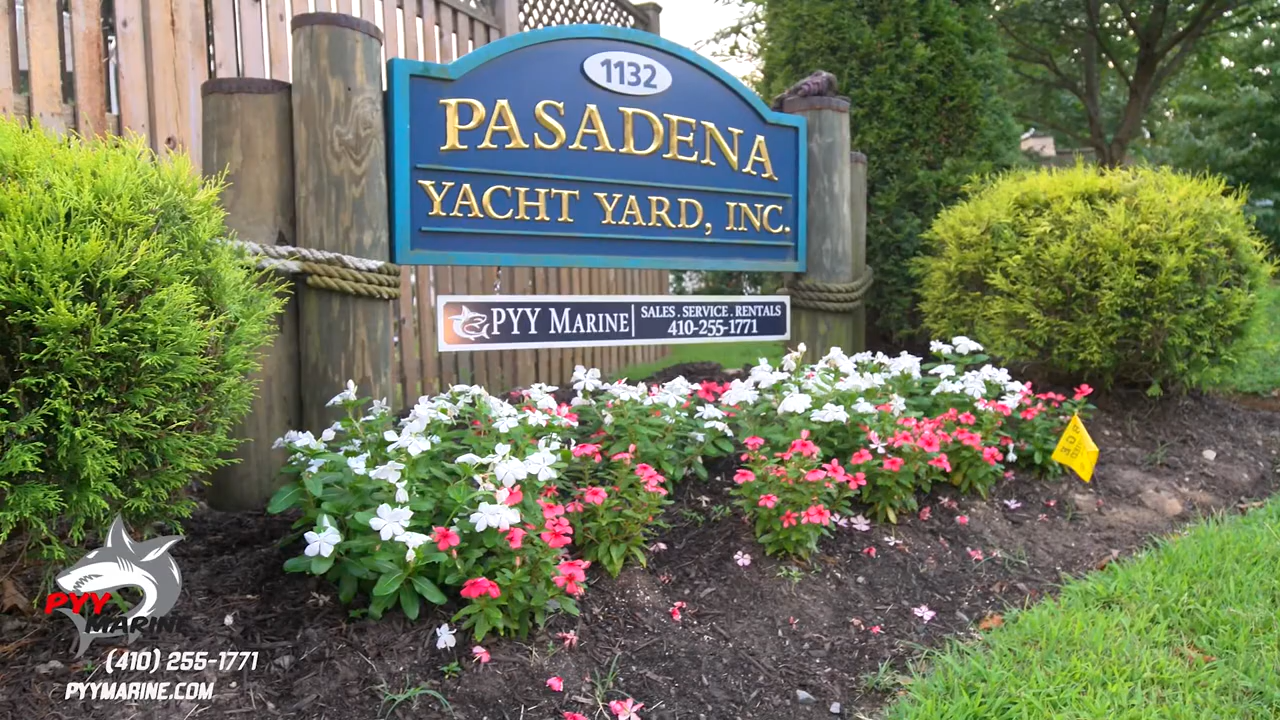 1132
PASADENA
YACHT YARD, INC.
PYY MARINE
SALES . SERVICE . RENTALS
410-255-1771
PYY
MARINE
(410) 255-1771
PYYMARINE.COM